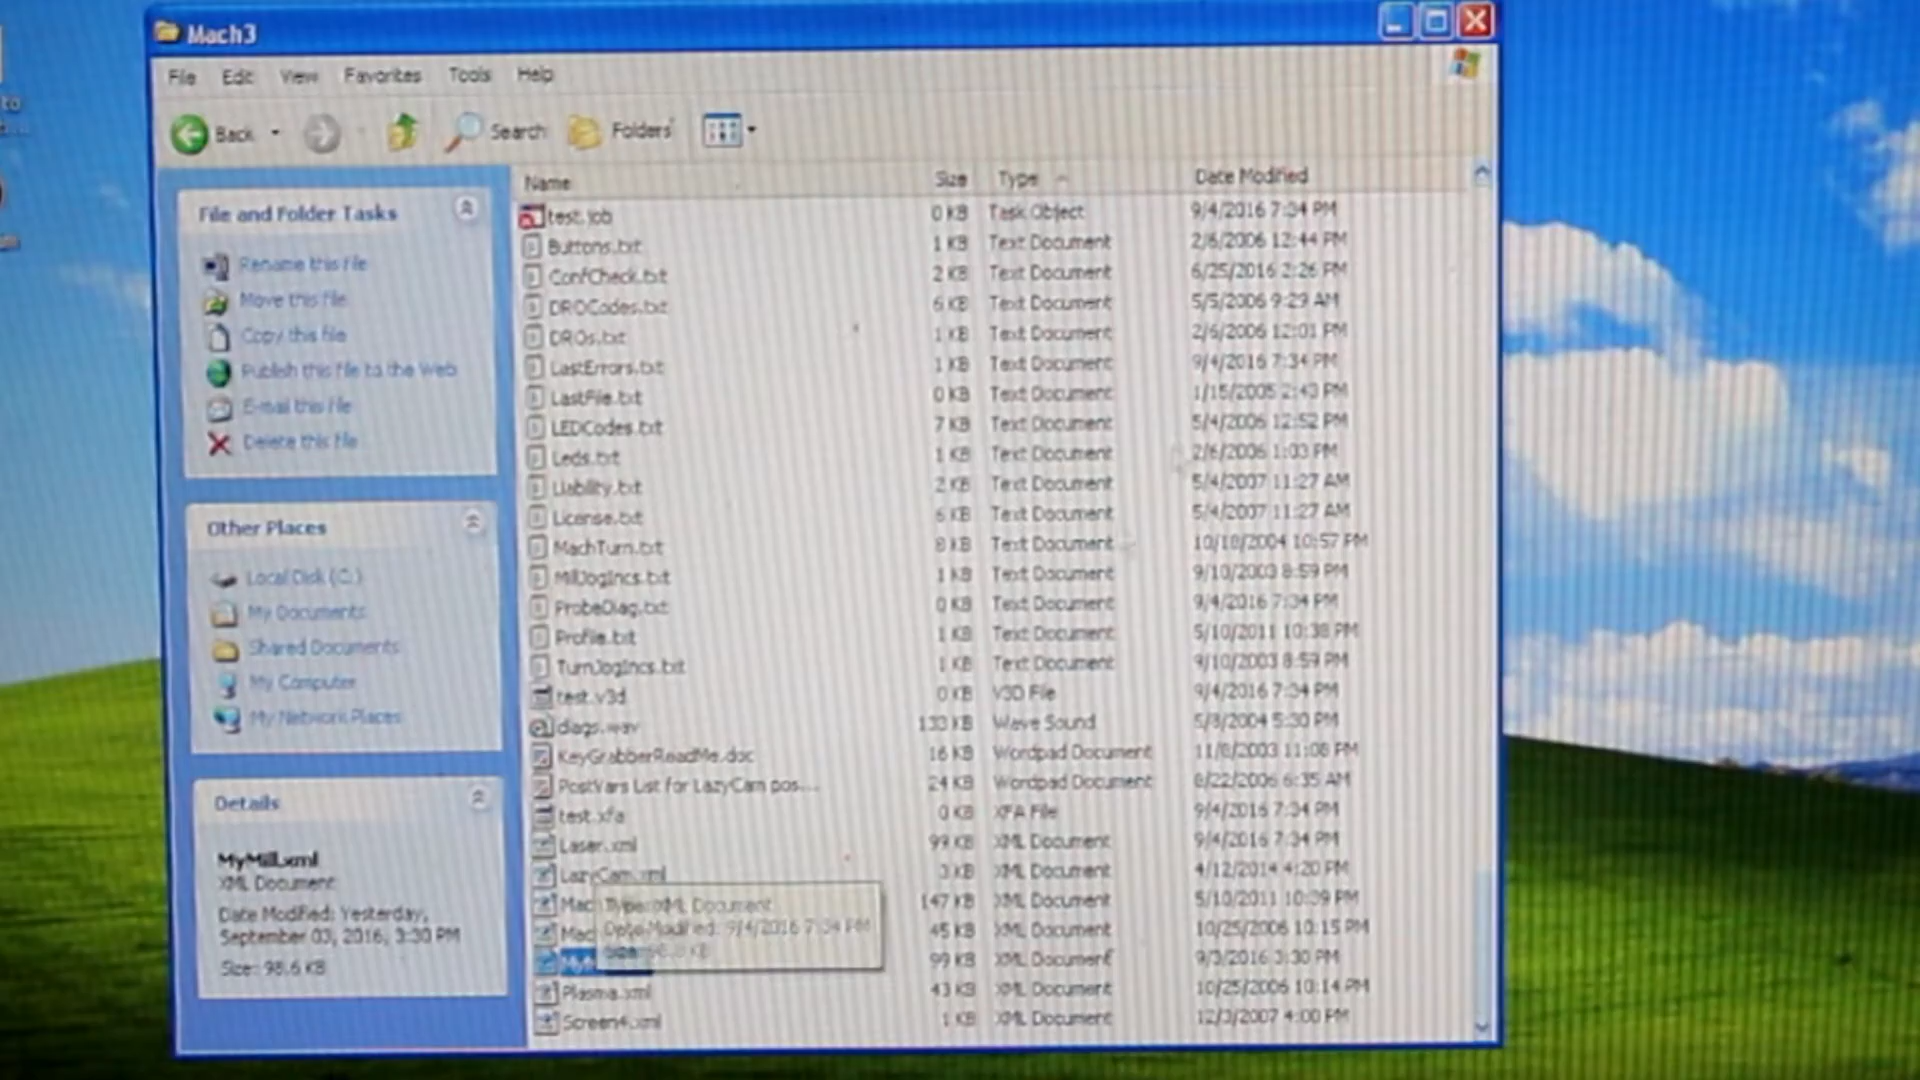 Mach3
File Edit View Favorites Tools Help
Back Search Folders
Name Size Type Date Modified
File and Folder Tasks
Rename this file
Move this file
Copy this file
Publish this file to the Web
E-mail this file
Delete this file
Other Places
Local Disk (C:)
My Documents
Shared Documents
My Computer
My Network Places
Details
MyMill.xml
XML Document
Date Modified: Yesterday,
September 03, 2016, 3:30 PM
Size: 98.6 KB
test.job 0 KB Task Object 9/4/2016 7:34 PM
Buttons.txt 1 KB Text Document 2/6/2006 12:44 PM
ConfCheck.txt 2 KB Text Document 6/25/2016 2:26 PM
DROCodes.txt 6 KB Text Document 5/5/2006 9:29 AM
DROs.txt 1 KB Text Document 2/6/2006 12:01 PM
LastErrors.txt 1 KB Text Document 9/4/2016 7:34 PM
LastFile.txt 0 KB Text Document 1/15/2005 2:43 PM
LEDCodes.txt 7 KB Text Document 5/4/2006 12:52 PM
Leds.txt 1 KB Text Document 2/6/2006 1:03 PM
Liability.txt 2 KB Text Document 5/4/2007 11:27 AM
License.txt 6 KB Text Document 5/4/2007 11:27 AM
MachTurn.txt 8 KB Text Document 10/18/2004 10:57 PM
MillJogIncs.txt 1 KB Text Document 9/10/2003 8:59 PM
ProbeDiag.txt 0 KB Text Document 9/4/2016 7:34 PM
Profile.txt 1 KB Text Document 5/10/2011 10:38 PM
TurnJogIncs.txt 1 KB Text Document 9/10/2003 8:59 PM
test.v3d 0 KB V3D File 9/4/2016 7:34 PM
diags.wav 133 KB Wave Sound 5/8/2004 5:30 PM
KeyGrabberReadMe.doc 16 KB Wordpad Document 11/8/2003 11:08 PM
PostVars List for LazyCam pos.... 24 KB Wordpad Document 8/22/2006 6:35 AM
test.xfa 0 KB XFA File 9/4/2016 7:34 PM
Laser.xml 99 KB XML Document 9/4/2016 7:34 PM
LazyCam.xml 3 KB XML Document 4/12/2014 4:20 PM
Mac 147 KB XML Document 5/10/2011 10:39 PM
Mac 45 KB XML Document 10/25/2006 10:15 PM
99 KB XML Document 9/3/2016 3:30 PM
Plasma.xml 43 KB XML Document 10/25/2006 10:14 PM
Screen4.xml 1 KB XML Document 12/3/2007 4:00 PM
Type: XML Document
Date Modified: 9/4/2016 7:34 PM